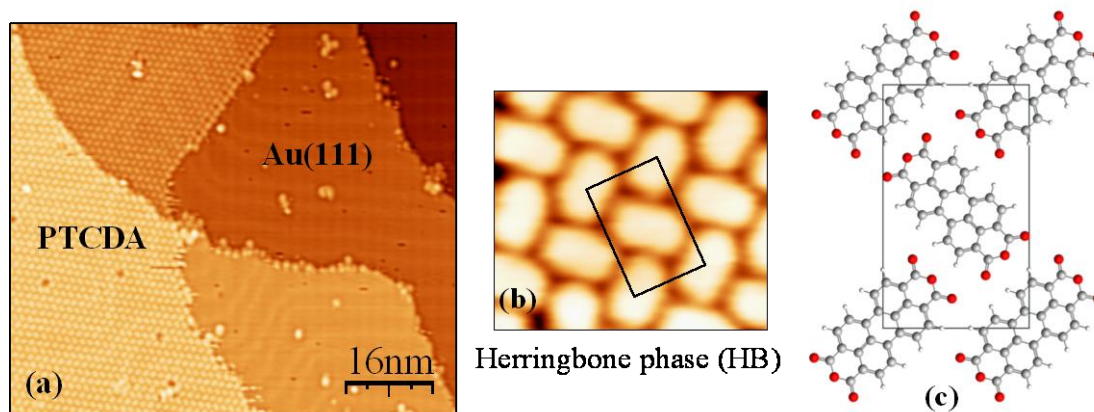 Au(111)
PTCDA
16nm
(a)
(b)
Herringbone phase (HB)
(c)